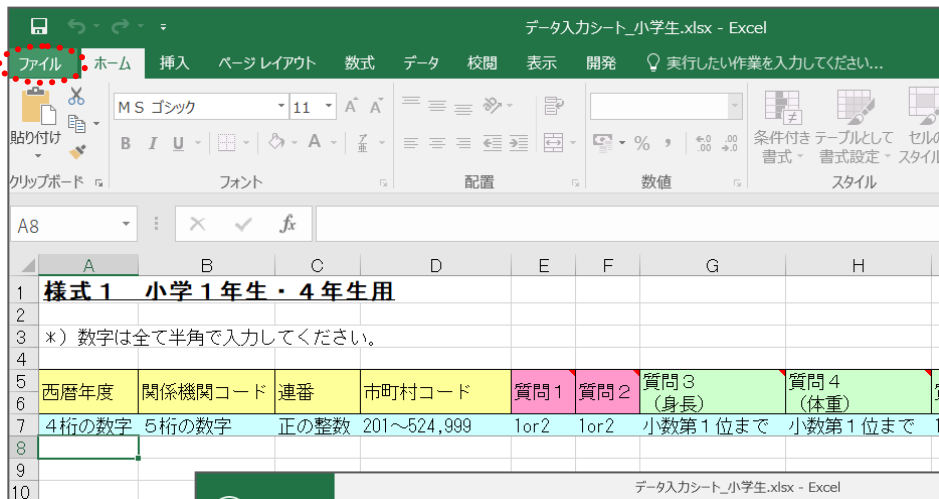 データ入力シート_小学生.xlsx - Excel
ファイル ホーム 挿入 ページ レイアウト 数式 データ 校閲 表示 開発 実行したい作業を入力してください...
貼り付け
ＭＳ ゴシック 11 A A
B I U A
% , .0 .00 .00 .0
条件付き書式 テーブルとして書式設定 セルのスタイル
クリップボード フォント 配置 数値 スタイル
A8 fx
A B C D E F G H
1 様式１　小学１年生・４年生用
2
3 ＊）数字は全て半角で入力してください。
4
5 6 西暦年度 関係機関コード 連番 市町村コード 質問1 質問2 質問３（身長） 質問４（体重）
7 ４桁の数字 ５桁の数字 正の整数 201～524,999 1or2 1or2 小数第１位まで 小数第１位まで
8
9
10
データ入力シート_小学生.xlsx - Excel